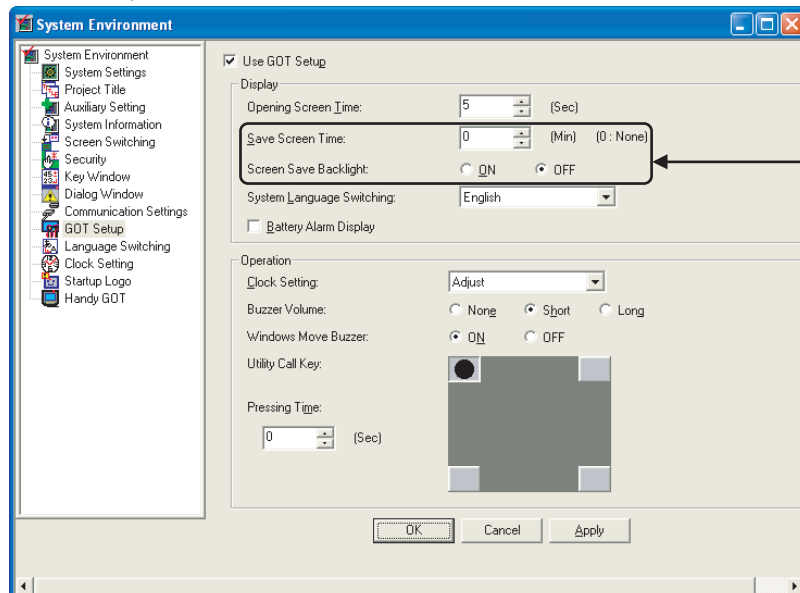 System Environment
System Environment
System Settings
Project Title
Auxiliary Setting
System Information
Screen Switching
Security
Key Window
Dialog Window
Communication Settings
GOT Setup
Language Switching
Clock Setting
Startup Logo
Handy GOT
Use GOT Setup
Display
Opening Screen Time: 5 (Sec)
Save Screen Time: 0 (Min) (0 : None)
Screen Save Backlight: ON OFF
System Language Switching: English
Battery Alarm Display
Operation
Clock Setting: Adjust
Buzzer Volume: None Short Long
Windows Move Buzzer: ON OFF
Utility Call Key:
Pressing Time:
0 (Sec)
OK Cancel Apply